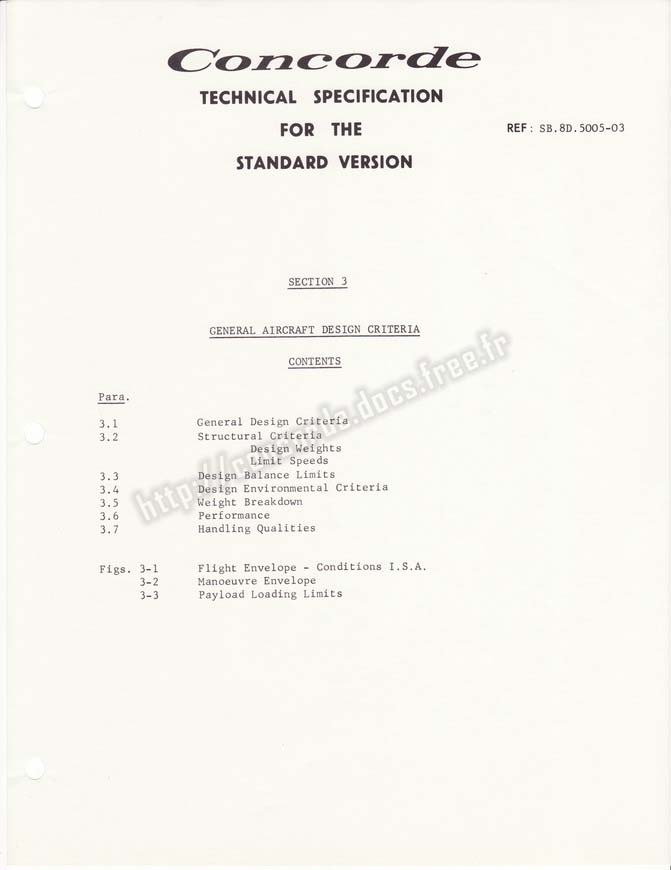 Concorde
TECHNICAL SPECIFICATION
FOR THE
REF: SB.8D.5005-03
STANDARD VERSION
SECTION 3
GENERAL AIRCRAFT DESIGN CRITERIA
CONTENTS
Para.
3.1 General Design Criteria
3.2 Structural Criteria
Design Weights
Limit Speeds
3.3 Design Balance Limits
3.4 Design Environmental Criteria
3.5 Weight Breakdown
3.6 Performance
3.7 Handling Qualities
Figs. 3-1 Flight Envelope - Conditions I.S.A.
3-2 Manoeuvre Envelope
3-3 Payload Loading Limits
http://concorde.docs.free.fr